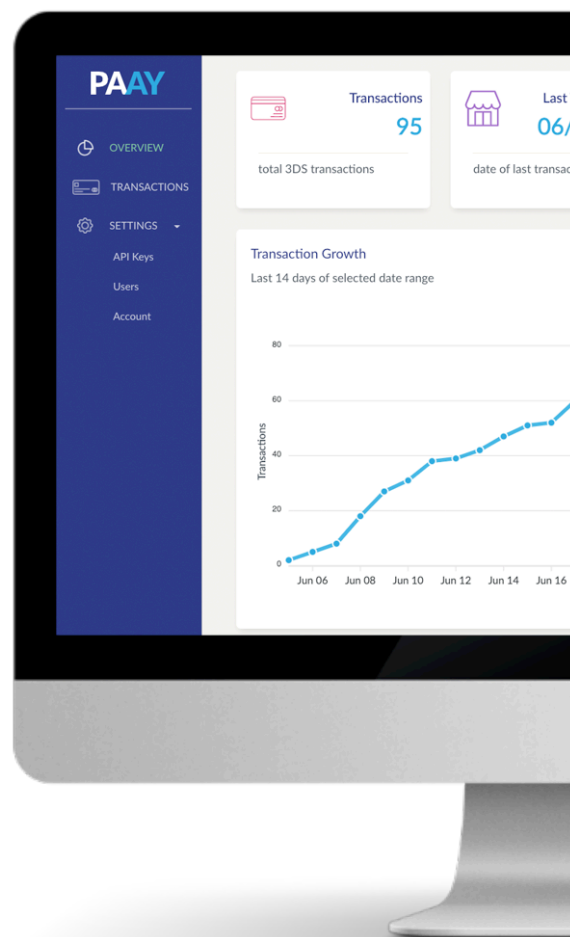 PAAY
OVERVIEW
TRANSACTIONS
SETTINGS
API Keys
Users
Account
Transactions
95
total 3DS transactions
Last
06/
date of last
Transaction Growth
Last 14 days of selected date range
Transactions
80
60
40
20
0
Jun 06 Jun 08 Jun 10 Jun 12 Jun 14 Jun 16